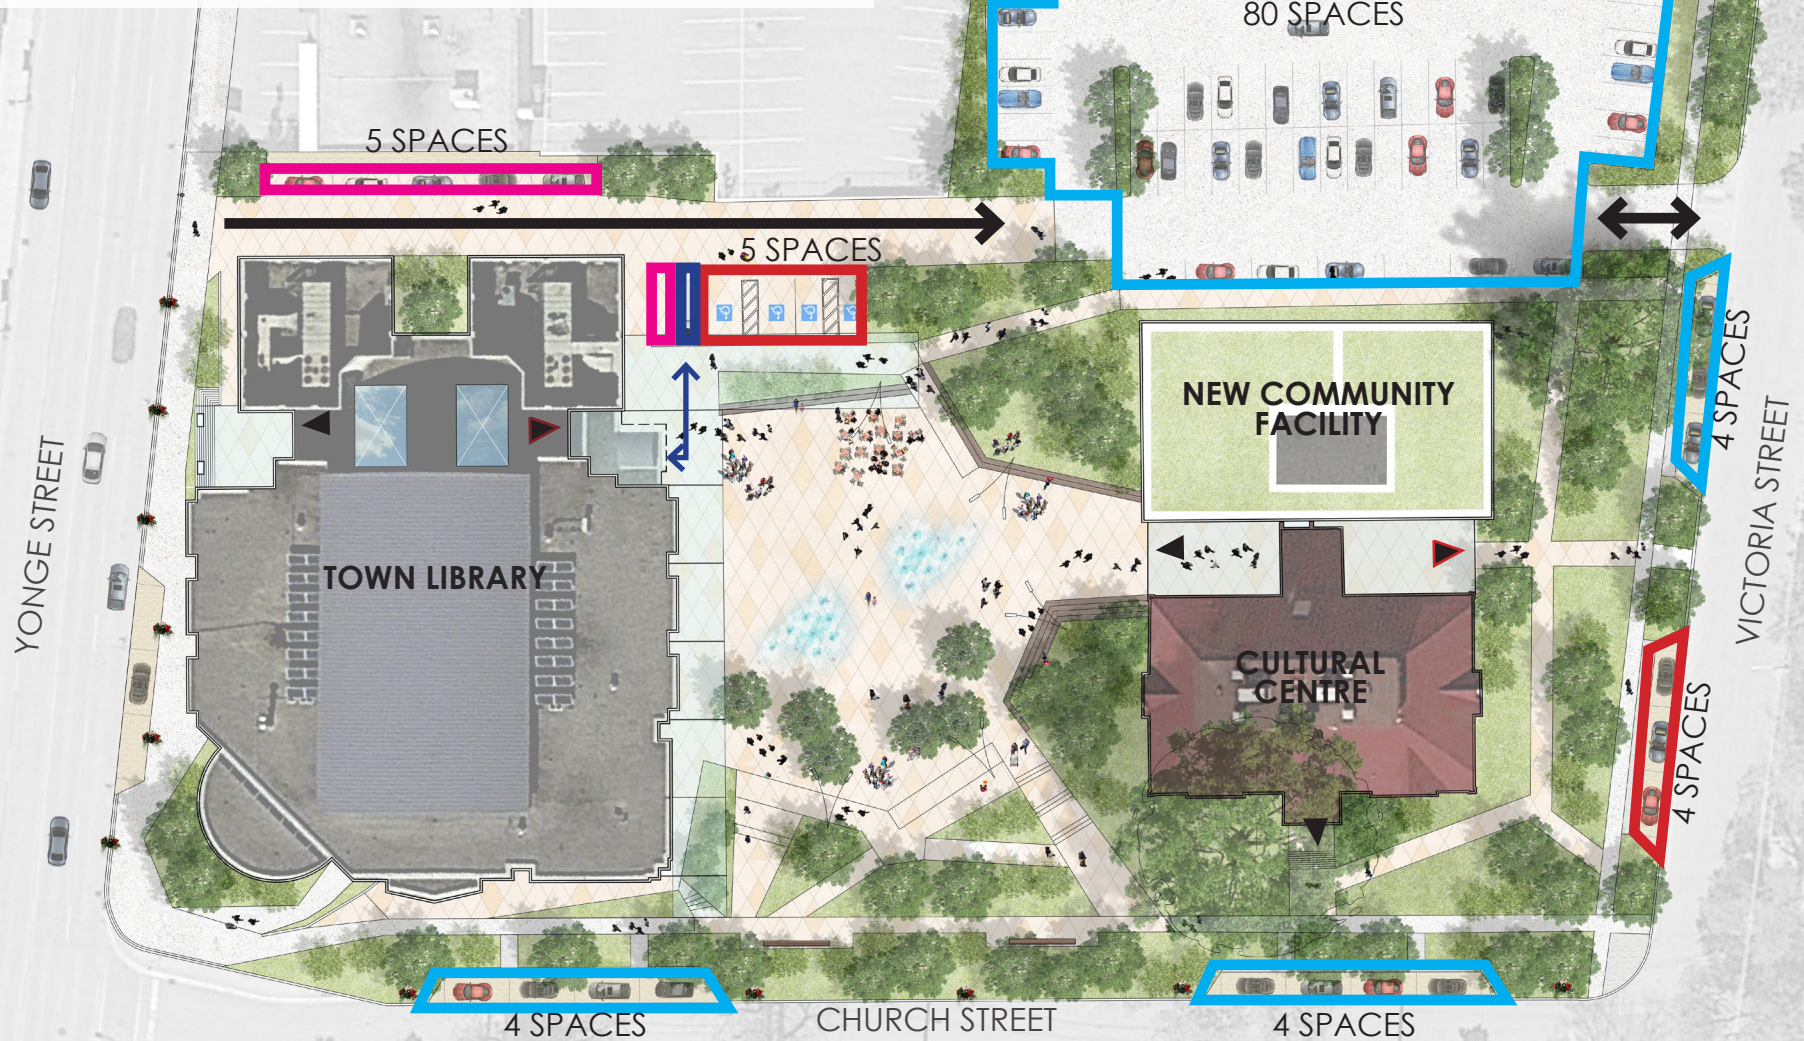 80 SPACES
5 SPACES
5 SPACES
4 SPACES
NEW COMMUNITY
FACILITY
YONGE STREET
TOWN LIBRARY
VICTORIA STREET
CULTURAL
CENTRE
4 SPACES
4 SPACES
CHURCH STREET
4 SPACES